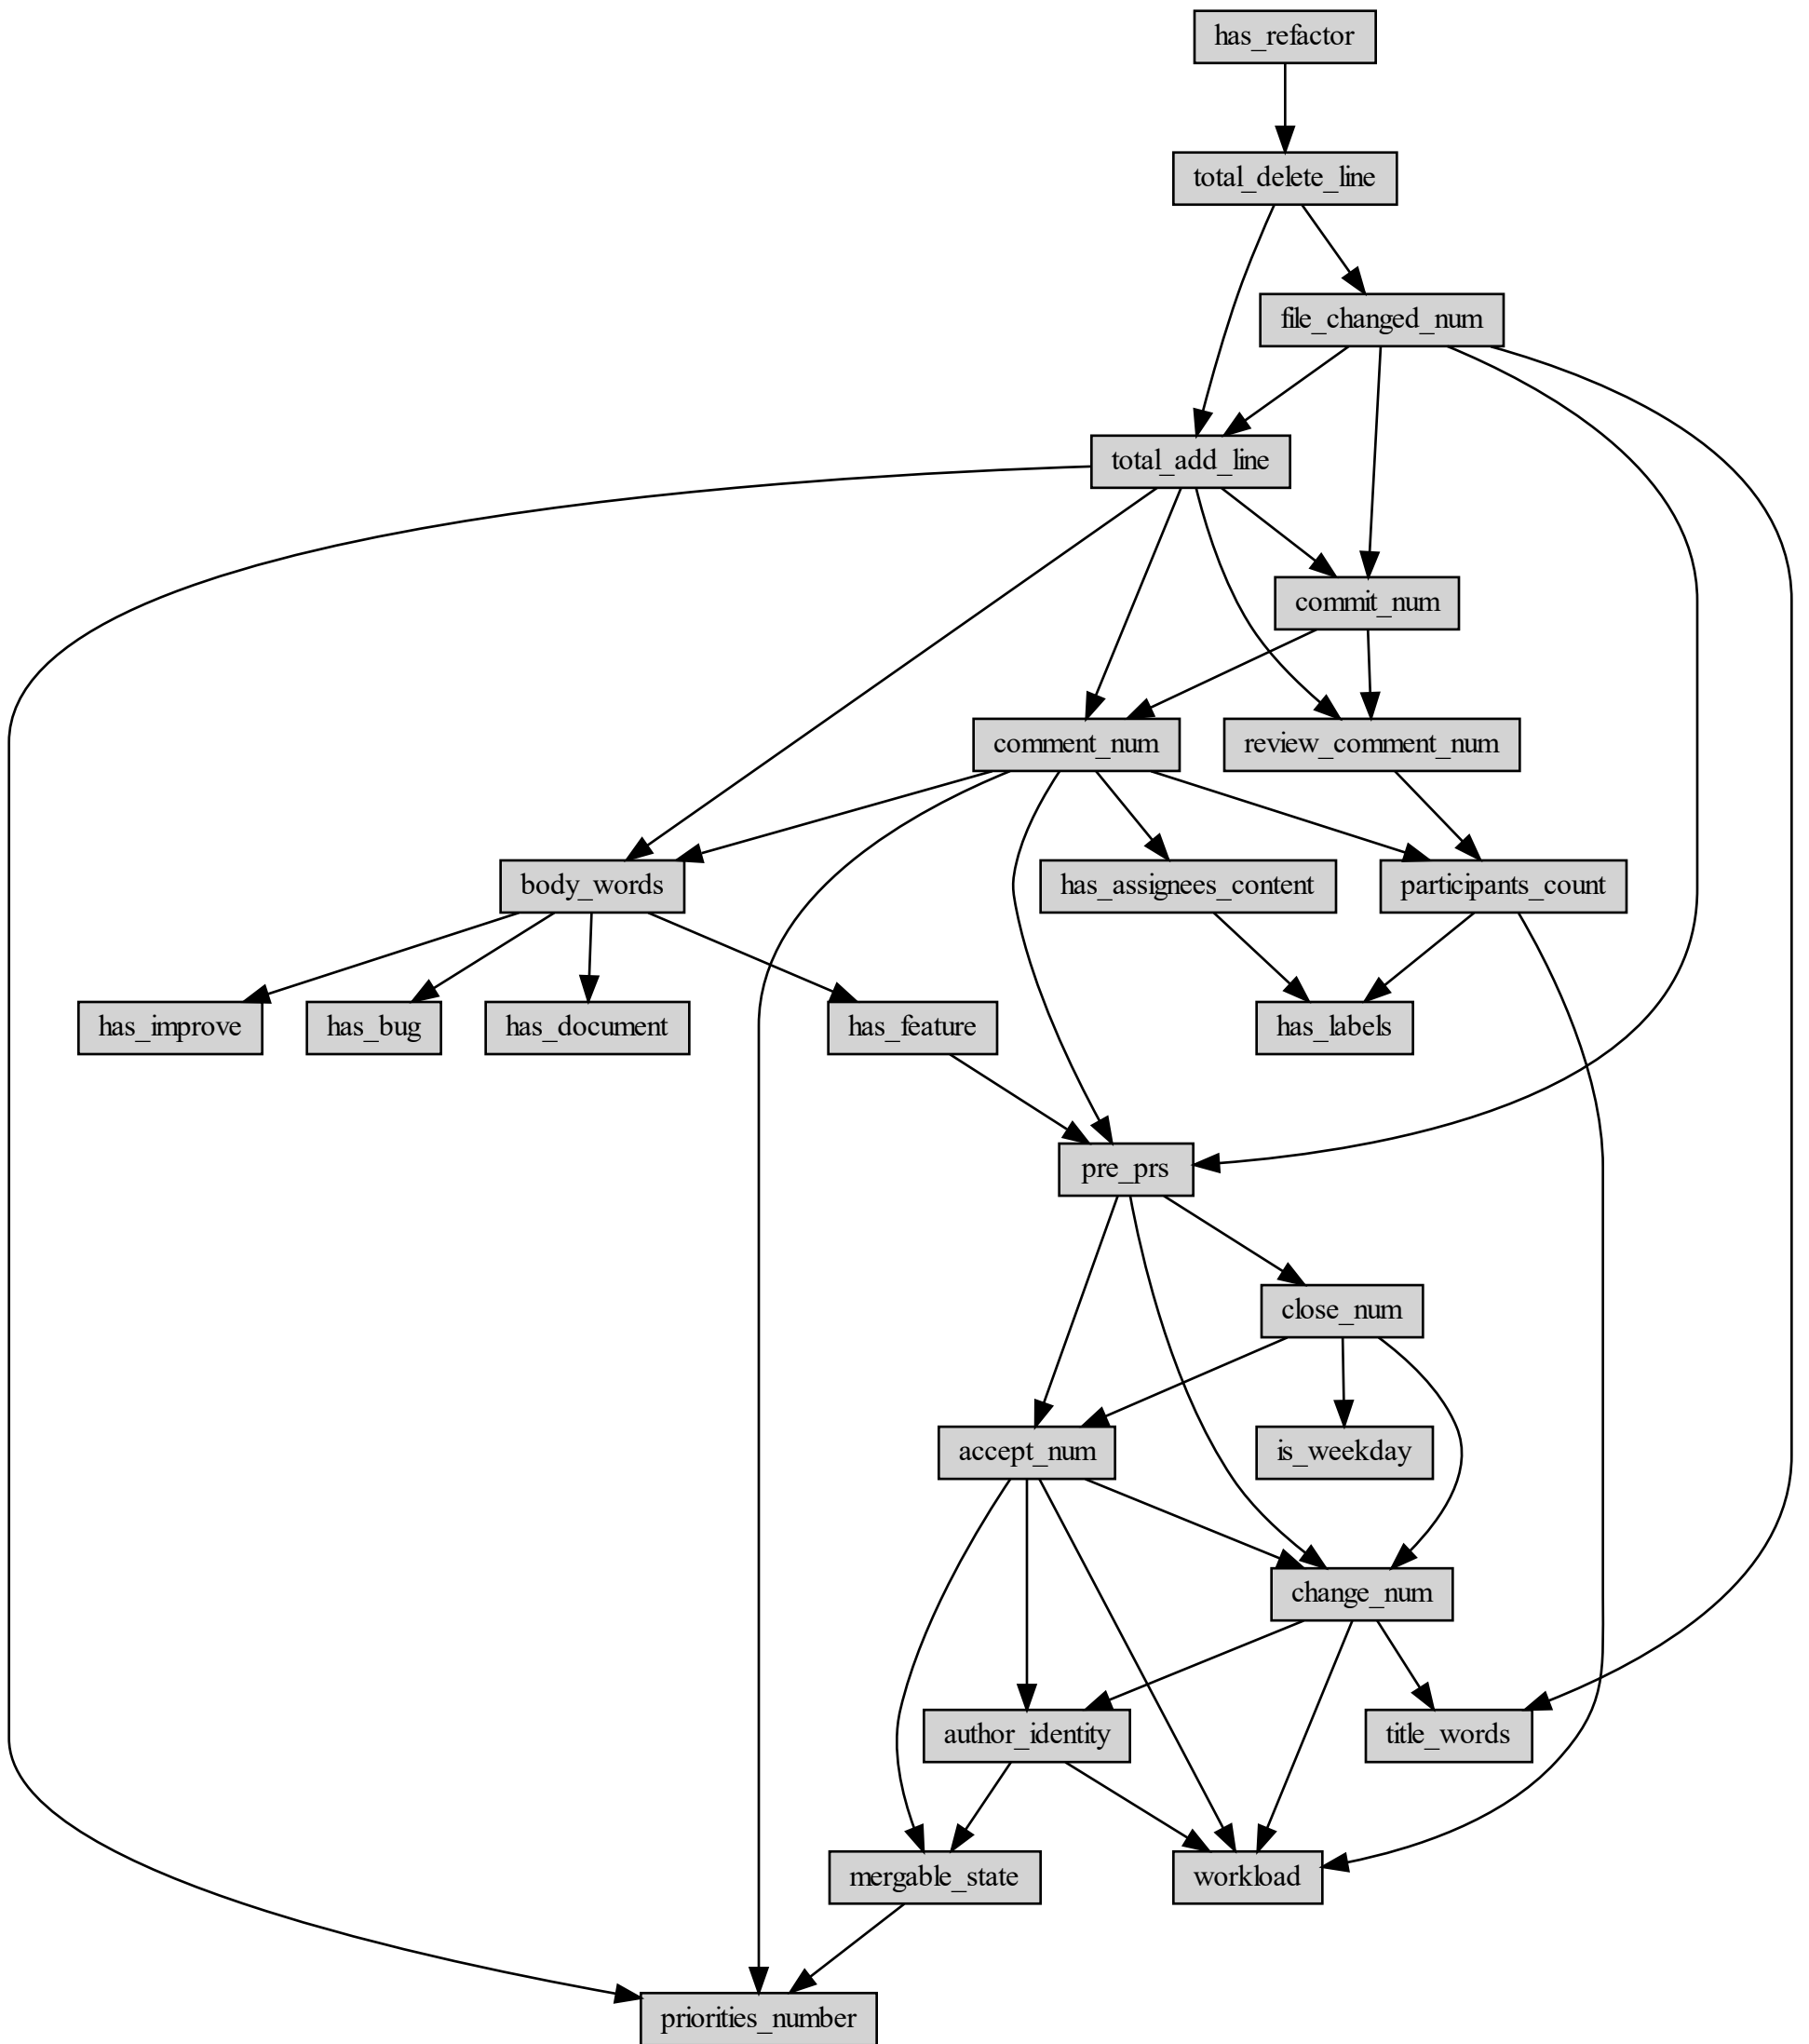 has_refactor
total_delete_line
file_changed_num
total_add_line
commit_num
comment_num
review_comment_num
body_words
has_assignees_content
participants_count
has_improve
has_bug
has_document
has_feature
has_labels
pre_prs
close_num
accept_num
is_weekday
change_num
author_identity
title_words
mergable_state
workload
priorities_number